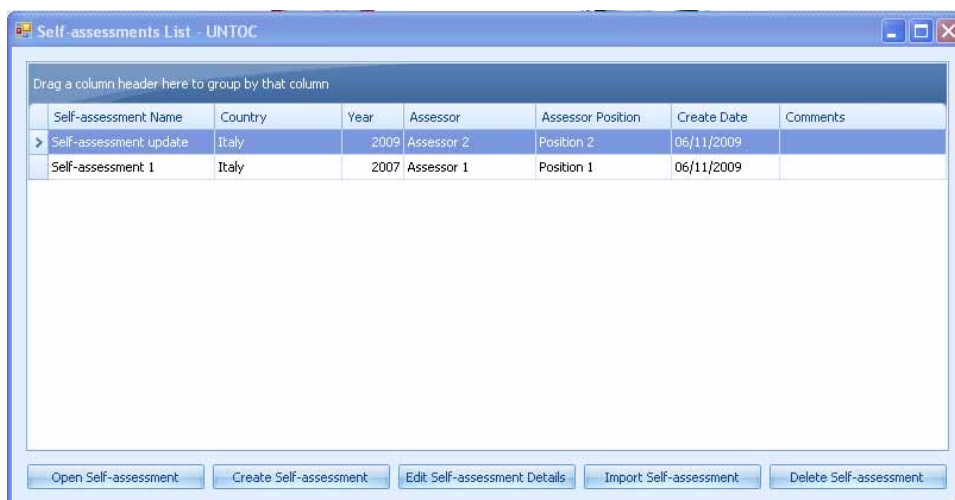 Self-assessments List - UNTOC
Drag a column header here to group by that column
Self-assessment Name Country Year Assessor Assessor Position Create Date Comments
Self-assessment update Italy 2009 Assessor 2 Position 2 06/11/2009
Self-assessment 1 Italy 2007 Assessor 1 Position 1 06/11/2009
Open Self-assessment Create Self-assessment Edit Self-assessment Details Import Self-assessment Delete Self-assessment